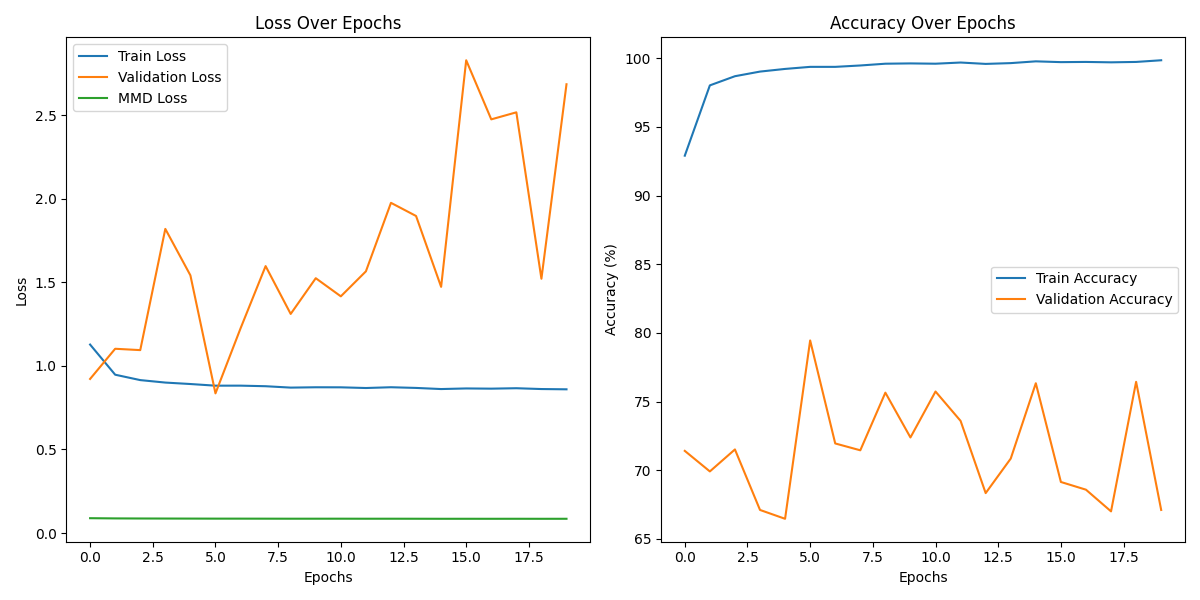 Loss Over Epochs
Train Loss
Validation Loss
MMD Loss
Loss
2.5
2.0
1.5
1.0
0.5
0.0
0.0 2.5 5.0 7.5 10.0 12.5 15.0 17.5
Epochs
Accuracy Over Epochs
Train Accuracy
Validation Accuracy
Accuracy (%)
100
95
90
85
80
75
70
65
0.0 2.5 5.0 7.5 10.0 12.5 15.0 17.5
Epochs